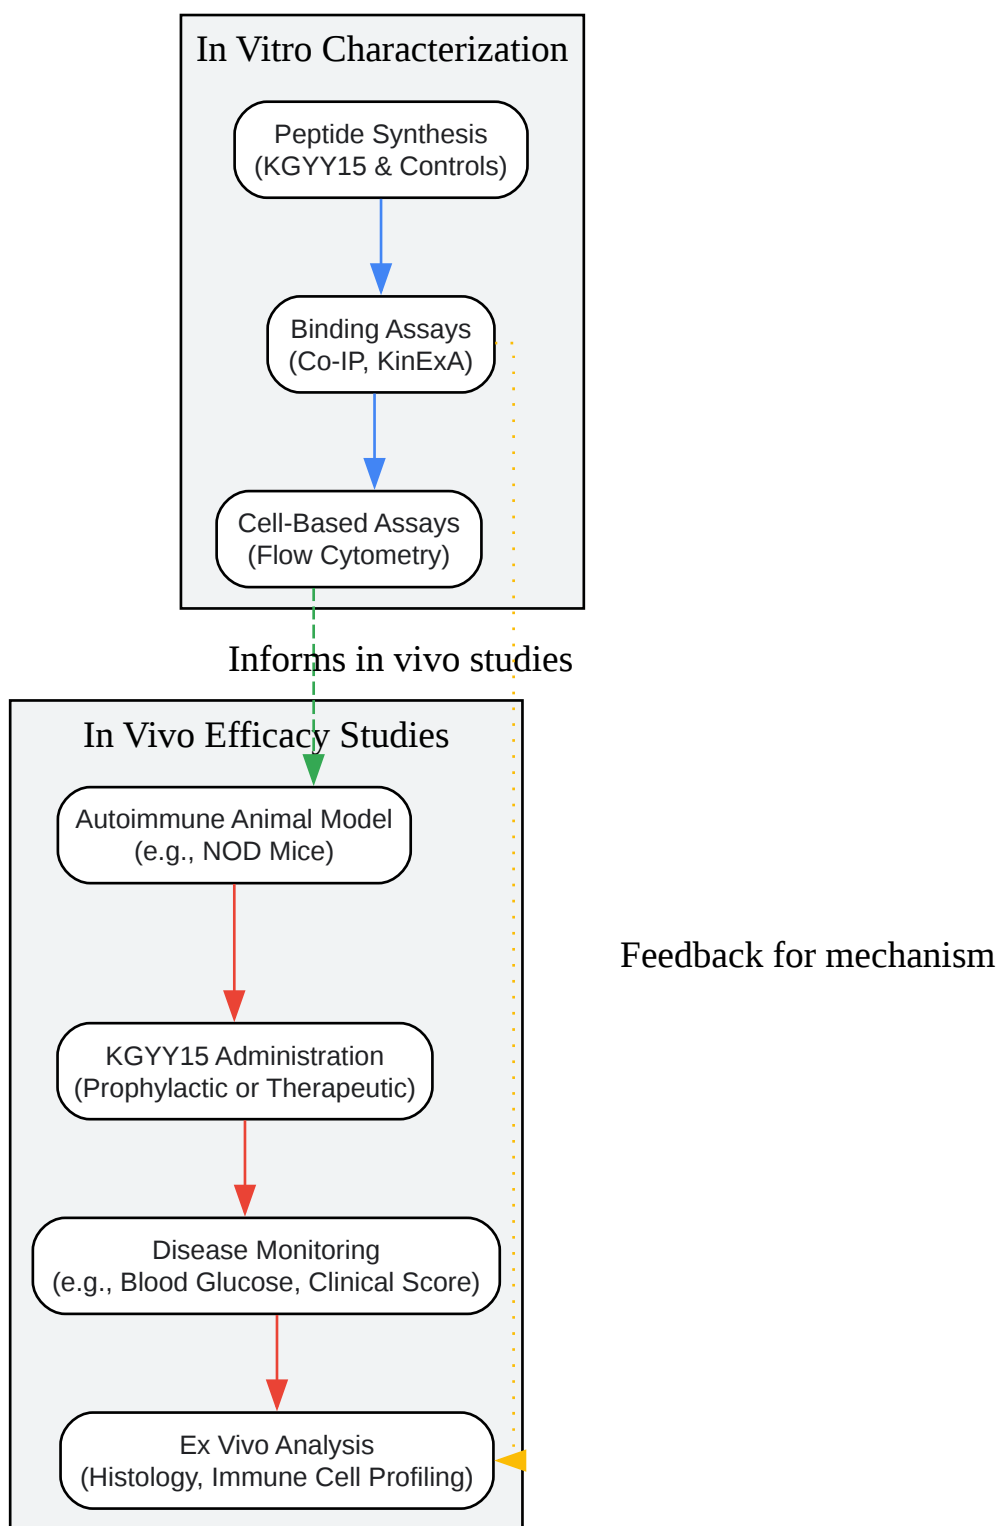 In Vitro Characterization
Peptide Synthesis
(KGYY15 & Controls)
Binding Assays
(Co-IP, KinExA)
Cell-Based Assays
(Flow Cytometry)
Informs in vivo studies
In Vivo Efficacy Studies
Autoimmune Animal Model
(e.g., NOD Mice)
Feedback for mechanism
KGYY15 Administration
(Prophylactic or Therapeutic)
Disease Monitoring
(e.g., Blood Glucose, Clinical Score)
Ex Vivo Analysis
(Histology, Immune Cell Profiling)